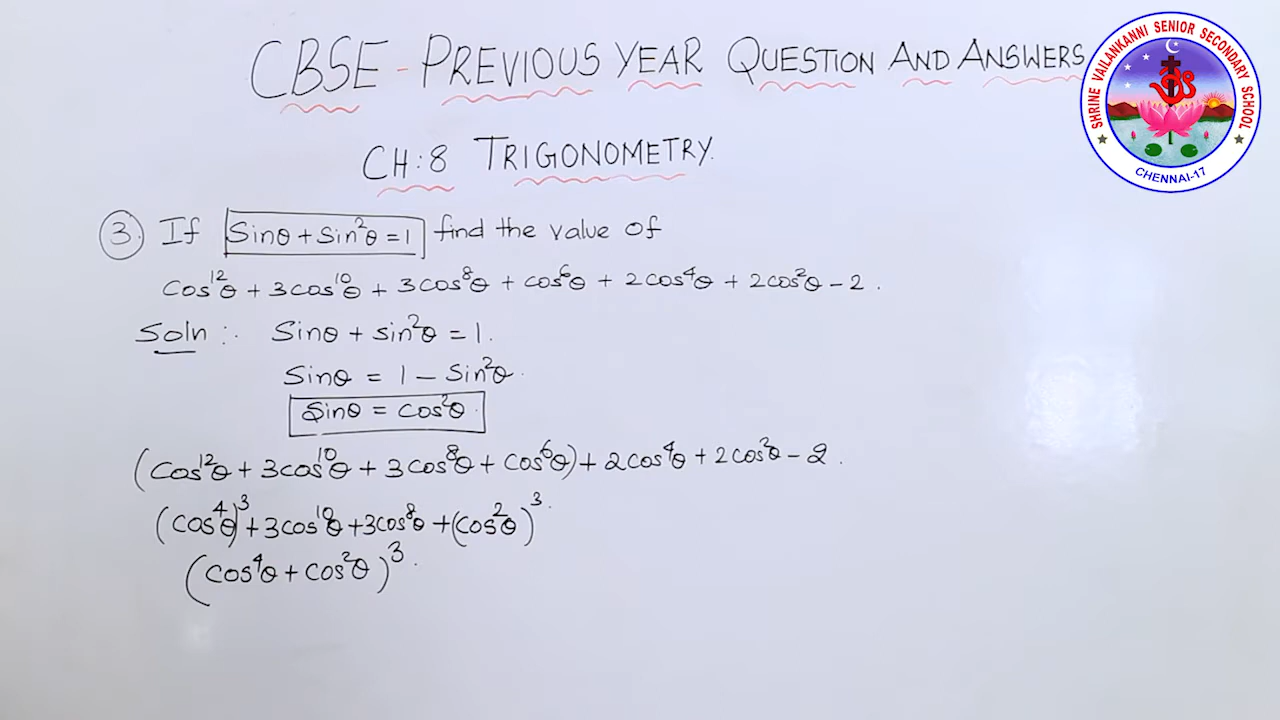 CBSE - PREVIOUS YEAR QUESTION AND ANSWERS
SHRINE VAILANKANNI SENIOR SECONDARY SCHOOL
CHENNAI-17
CH:8 TRIGONOMETRY.
3. If Sinθ + Sin²θ = 1 find the value of
Cos¹²θ + 3cos¹⁰θ + 3cos⁸θ + cos⁶θ + 2cos⁴θ + 2cos²θ - 2.
Soln :. Sinθ + sin²θ = 1.
Sinθ = 1 - Sin²θ.
Sinθ = cos²θ.
(Cos¹²θ + 3cos¹⁰θ + 3cos⁸θ + cos⁶θ) + 2cos⁴θ + 2cos²θ - 2.
(cos⁴θ)³ + 3cos¹⁰θ + 3cos⁸θ + (cos²θ)³.
(cos⁴θ + cos²θ)³.